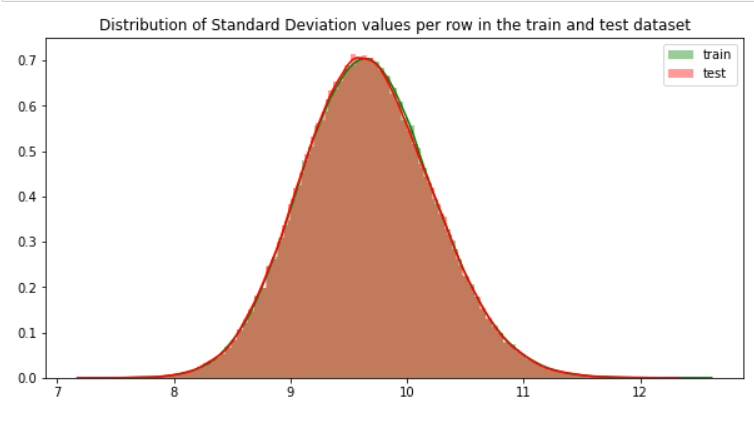 Distribution of Standard Deviation values per row in the train and test dataset
train
test
0.7
0.6
0.5
0.4
0.3
0.2
0.1
0.0
7 8 9 10 11 12